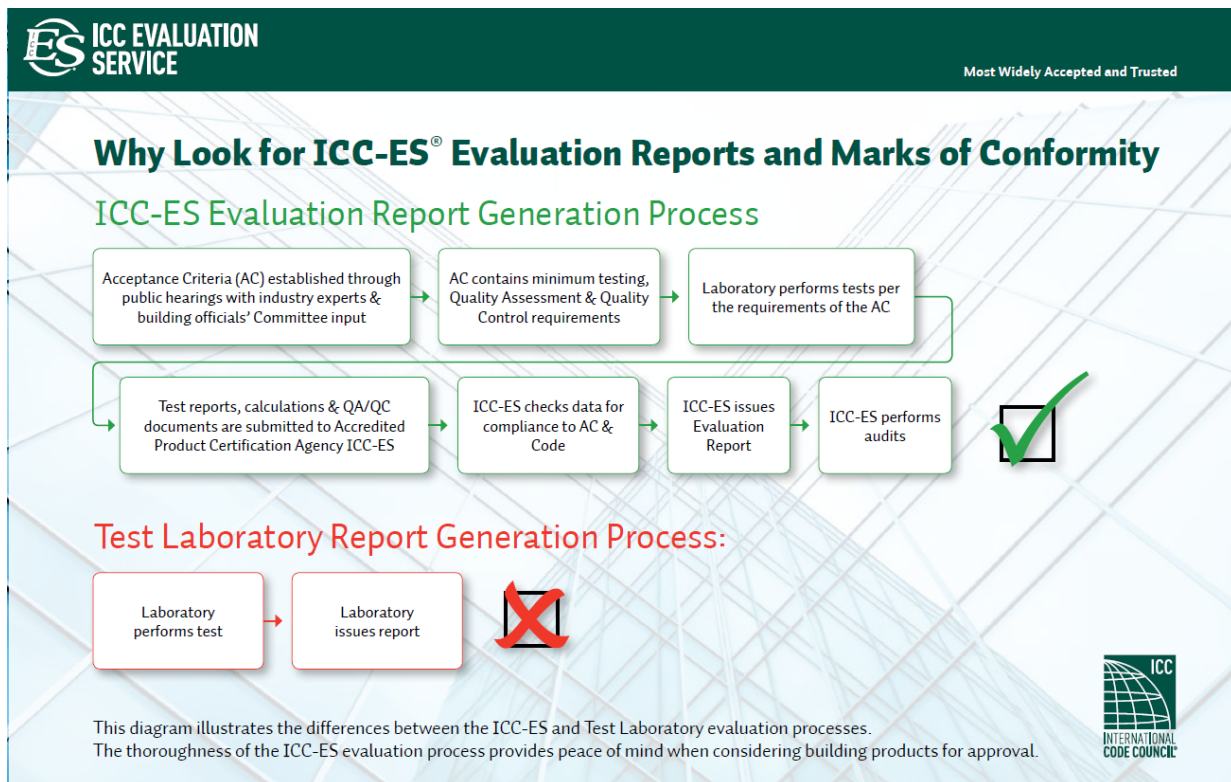 ES ICC EVALUATION
SERVICE
Most Widely Accepted and Trusted
Why Look for ICC-ES® Evaluation Reports and Marks of Conformity
ICC-ES Evaluation Report Generation Process
Acceptance Criteria (AC) established through
public hearings with industry experts &
building officials’ Committee input
AC contains minimum testing,
Quality Assessment & Quality
Control requirements
Laboratory performs tests per
the requirements of the AC
Test reports, calculations & QA/QC
documents are submitted to Accredited
Product Certification Agency ICC-ES
ICC-ES checks data for
compliance to AC &
Code
ICC-ES issues
Evaluation
Report
ICC-ES performs
audits
Test Laboratory Report Generation Process:
Laboratory
performs test
Laboratory
issues report
This diagram illustrates the differences between the ICC-ES and Test Laboratory evaluation processes.
The thoroughness of the ICC-ES evaluation process provides peace of mind when considering building products for approval.
ICC
INTERNATIONAL
CODE COUNCIL®